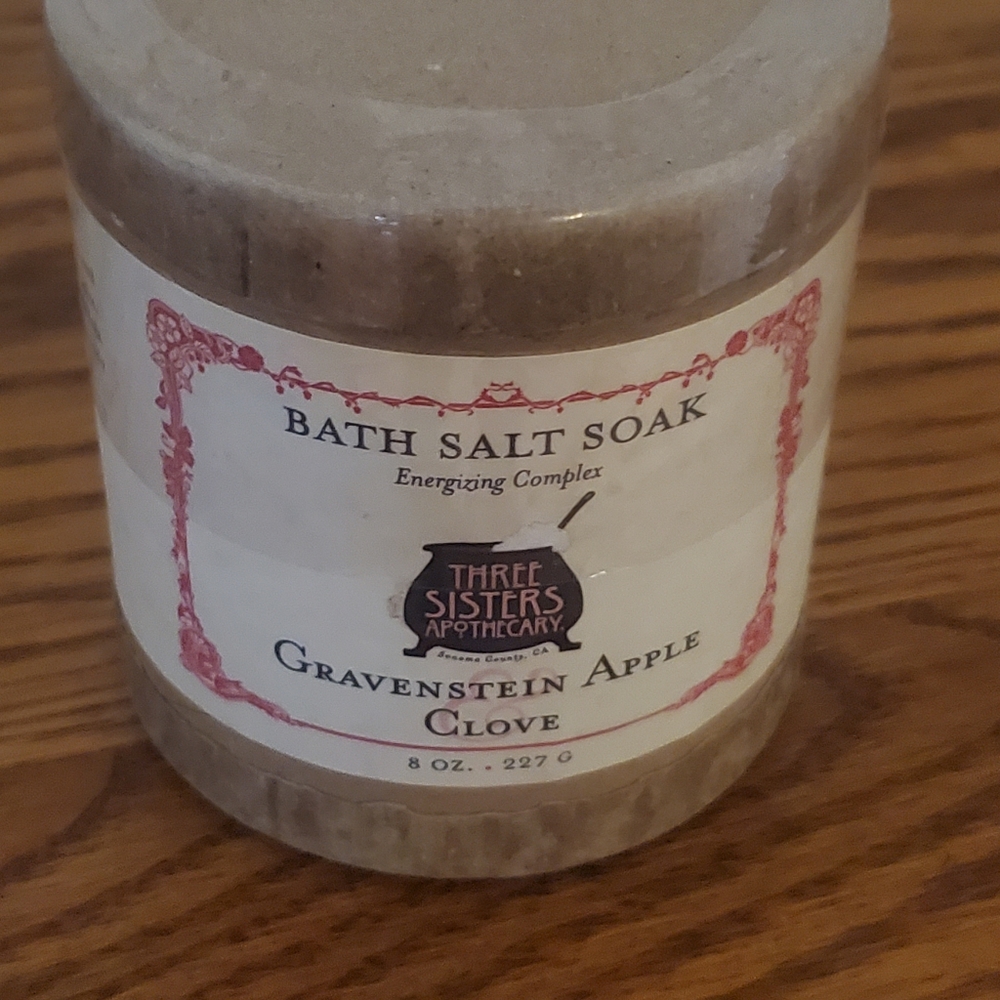 BATH SALT SOAK
Energizing Complex
THREE
SISTERS
APOTHECARY
Sonoma County, CA
GRAVENSTEIN APPLE
&
CLOVE
8 OZ. . 227 G